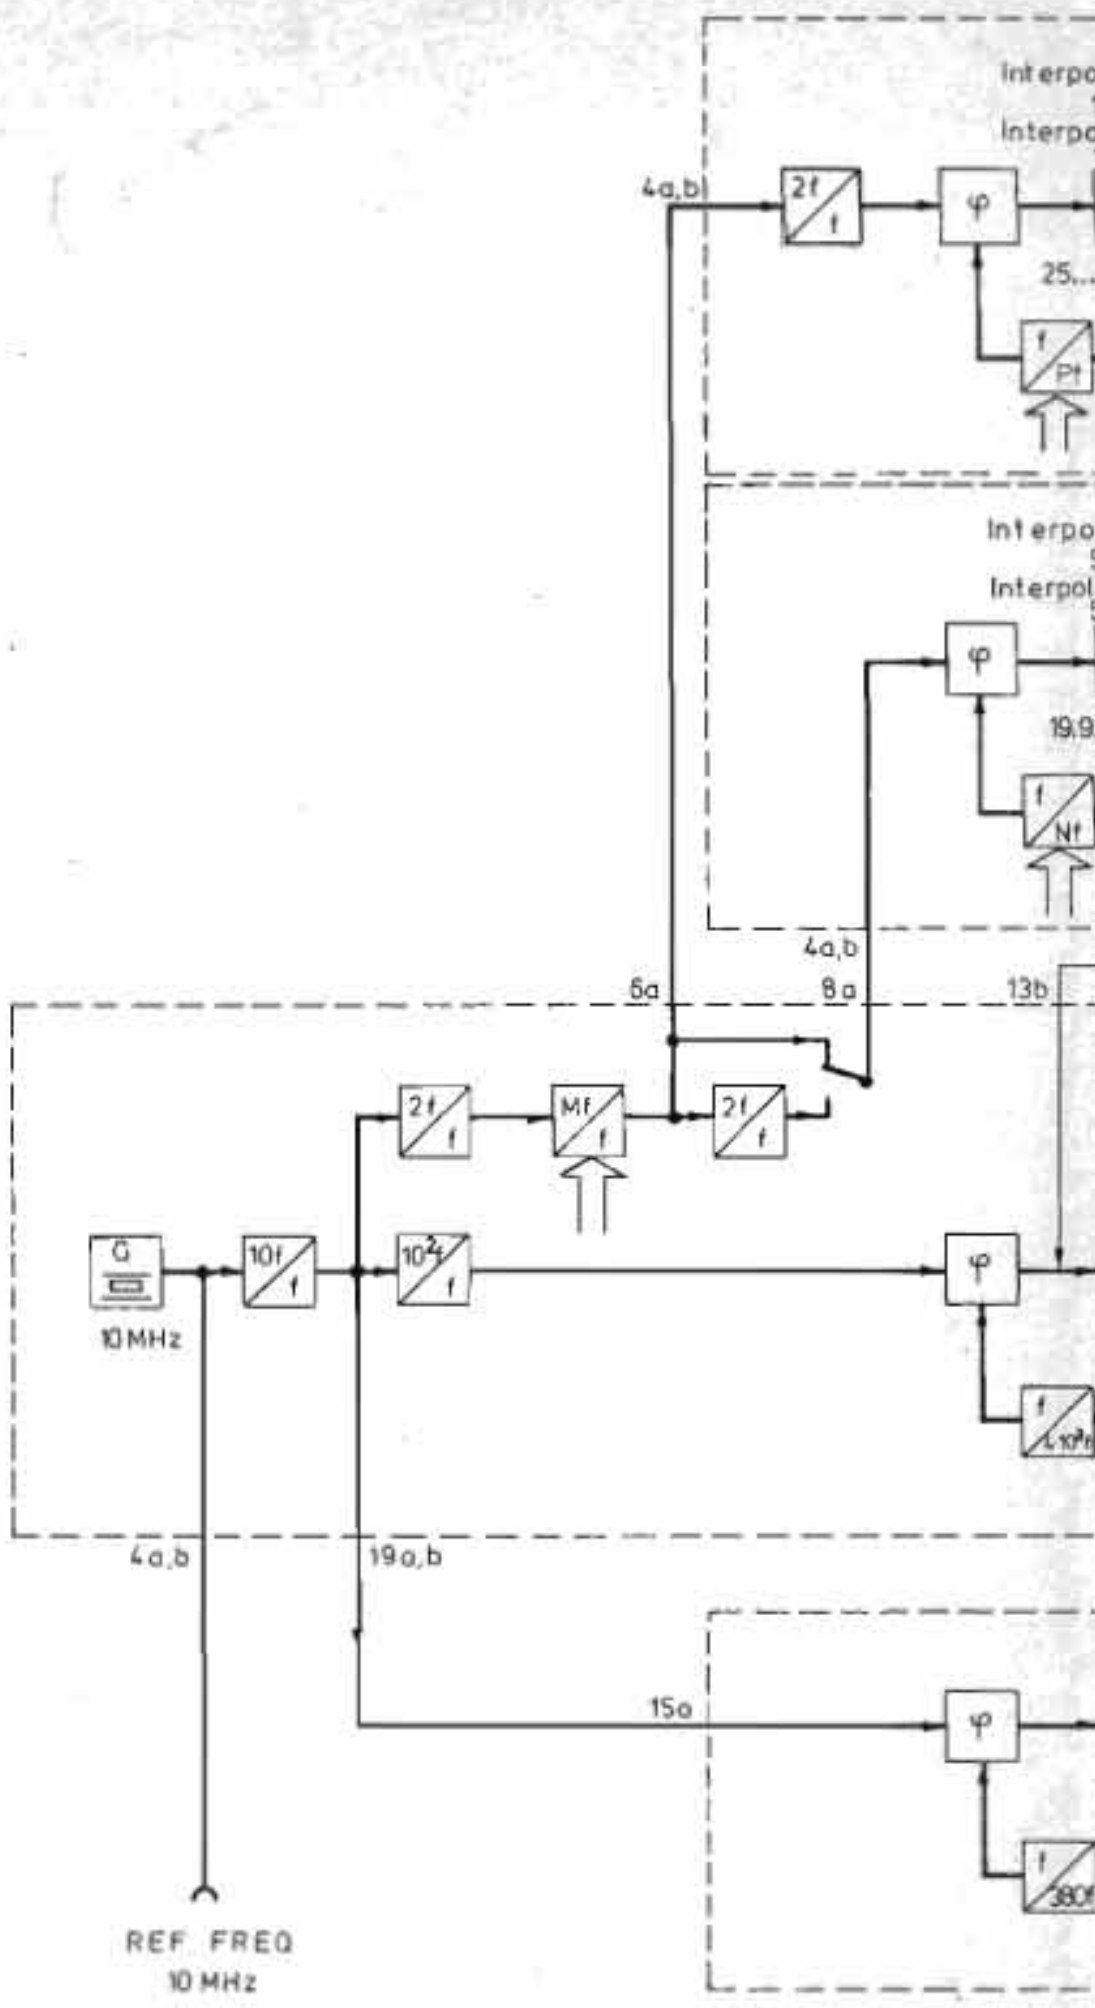 Interpo
Interpo
4a,b
2f
f
φ
25...
f
Pf
Interpo
Interpol
φ
19.9
f
Nf
4a,b
6a
8a
13b
2f
f
Mf
f
2f
f
G
10f
f
10²f
f
φ
10 MHz
f
4a,b
19a,b
15a
φ
f
380f
REF FREQ
10 MHz